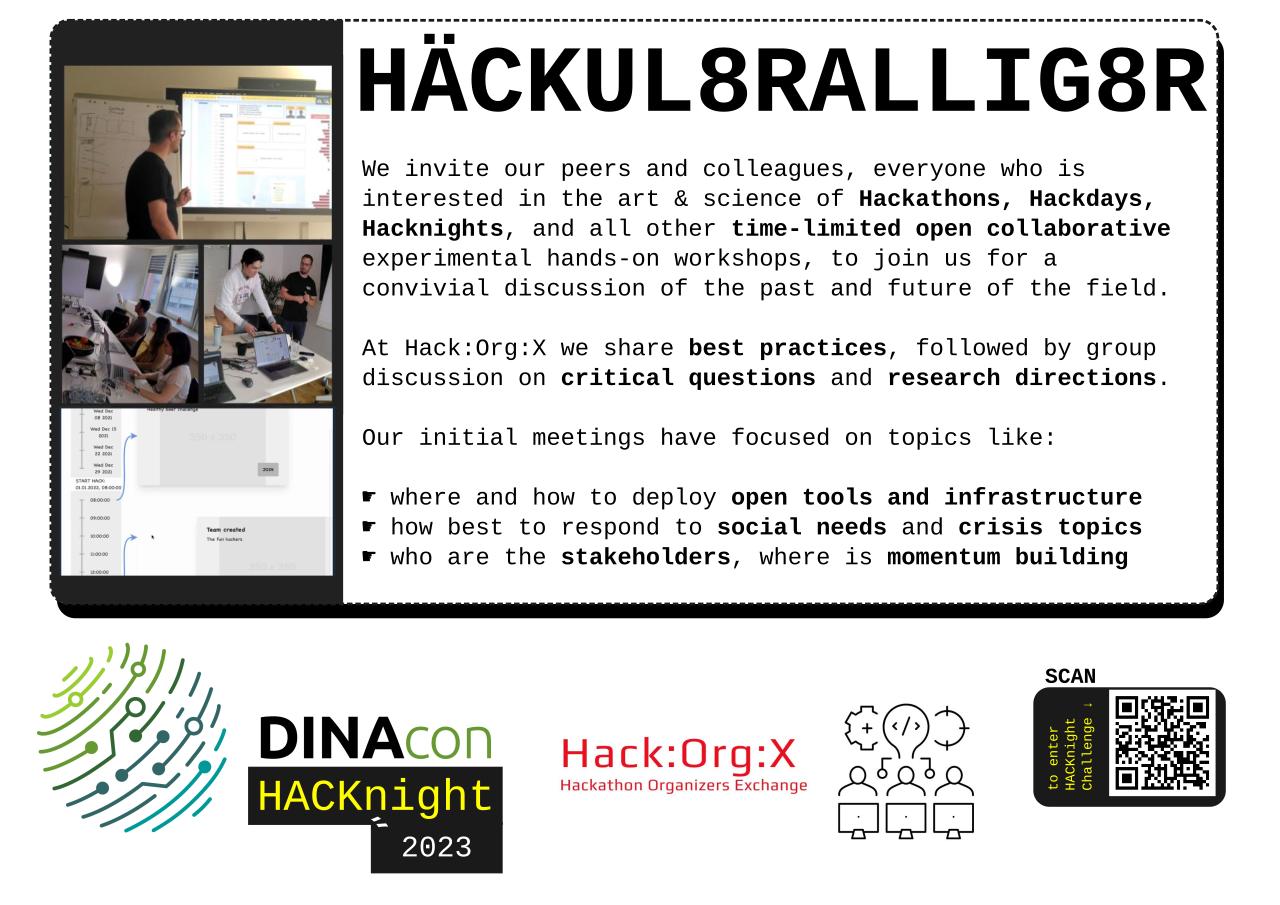 HÄCKUL8RALLIG8R
We invite our peers and colleagues, everyone who is
interested in the art & science of Hackathons, Hackdays,
Hacknights, and all other time-limited open collaborative
experimental hands-on workshops, to join us for a
convivial discussion of the past and future of the field.
At Hack:Org:X we share best practices, followed by group
discussion on critical questions and research directions.
Our initial meetings have focused on topics like:
☛ where and how to deploy open tools and infrastructure
☛ how best to respond to social needs and crisis topics
☛ who are the stakeholders, where is momentum building
Healthy Beer Challenge
Wed Dec
08 2021
Wed Dec 15
2021
Wed Dec
22 2021
Wed Dec
29 2021
350 x 350
2024
START HACK:
01.01.2022, 08:00:00
08:00:00
09:00:00
10:00:00
11:00:00
12:00:00
Team created
The fun hackers
350 x 350
DINAcon
HACKnight
2023
Hack:Org:X
Hackathon Organizers Exchange
</>
SCAN
to enter
HACKnight
Challenge ↓